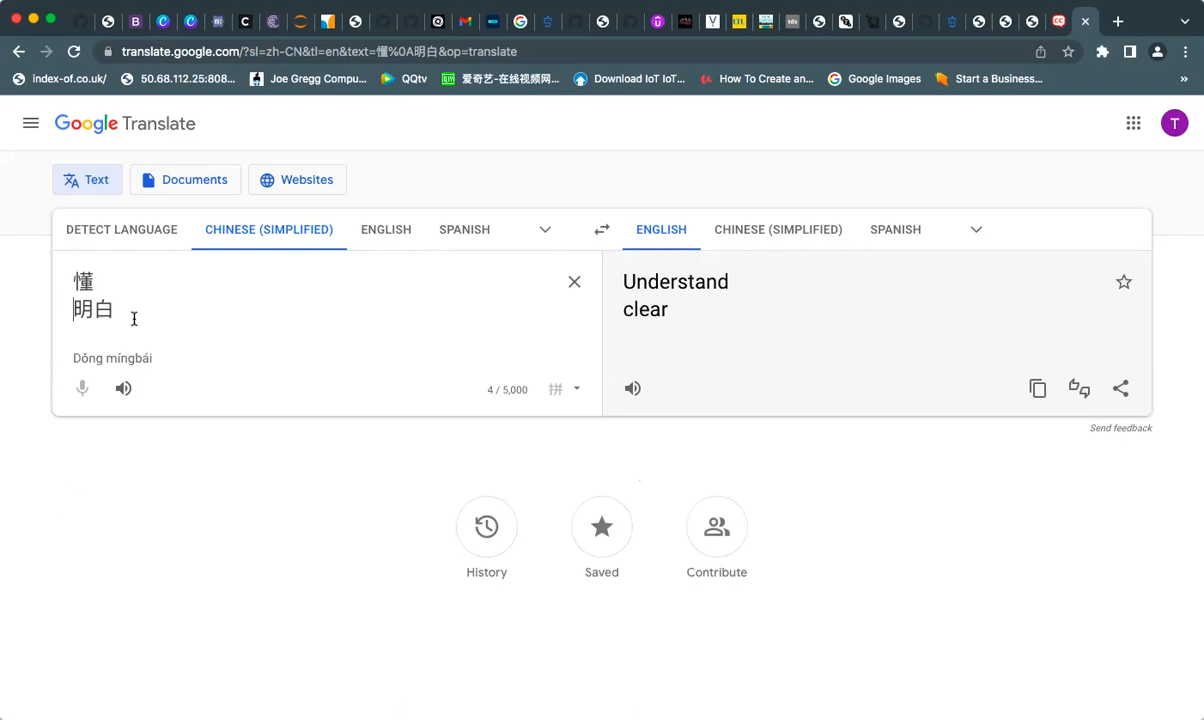 translate.google.com/?sl=zh-CN&tl=en&text=懂%0A明白&op=translate
index-of.co.uk/
50.68.112.25:808...
Joe Gregg Compu...
QQtv
爱奇艺-在线视频网...
Download IoT IoT...
How To Create an...
Google Images
Start a Business...
»
Google Translate
T
Text
Documents
Websites
DETECT LANGUAGE
CHINESE (SIMPLIFIED)
ENGLISH
SPANISH
ENGLISH
CHINESE (SIMPLIFIED)
SPANISH
懂
明白
Dǒng míngbái
4 / 5,000
拼
Understand
clear
Send feedback
History
Saved
Contribute